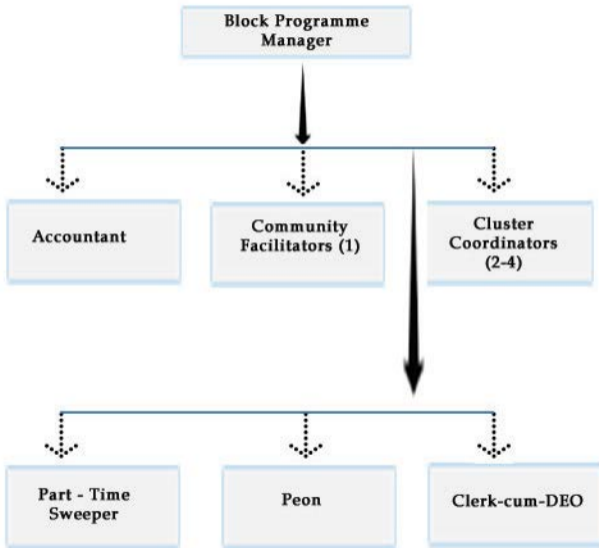 Block Programme
Manager
Accountant
Community
Facilitators (1)
Cluster
Coordinators
(2-4)
Part - Time
Sweeper
Peon
Clerk-cum-DEO